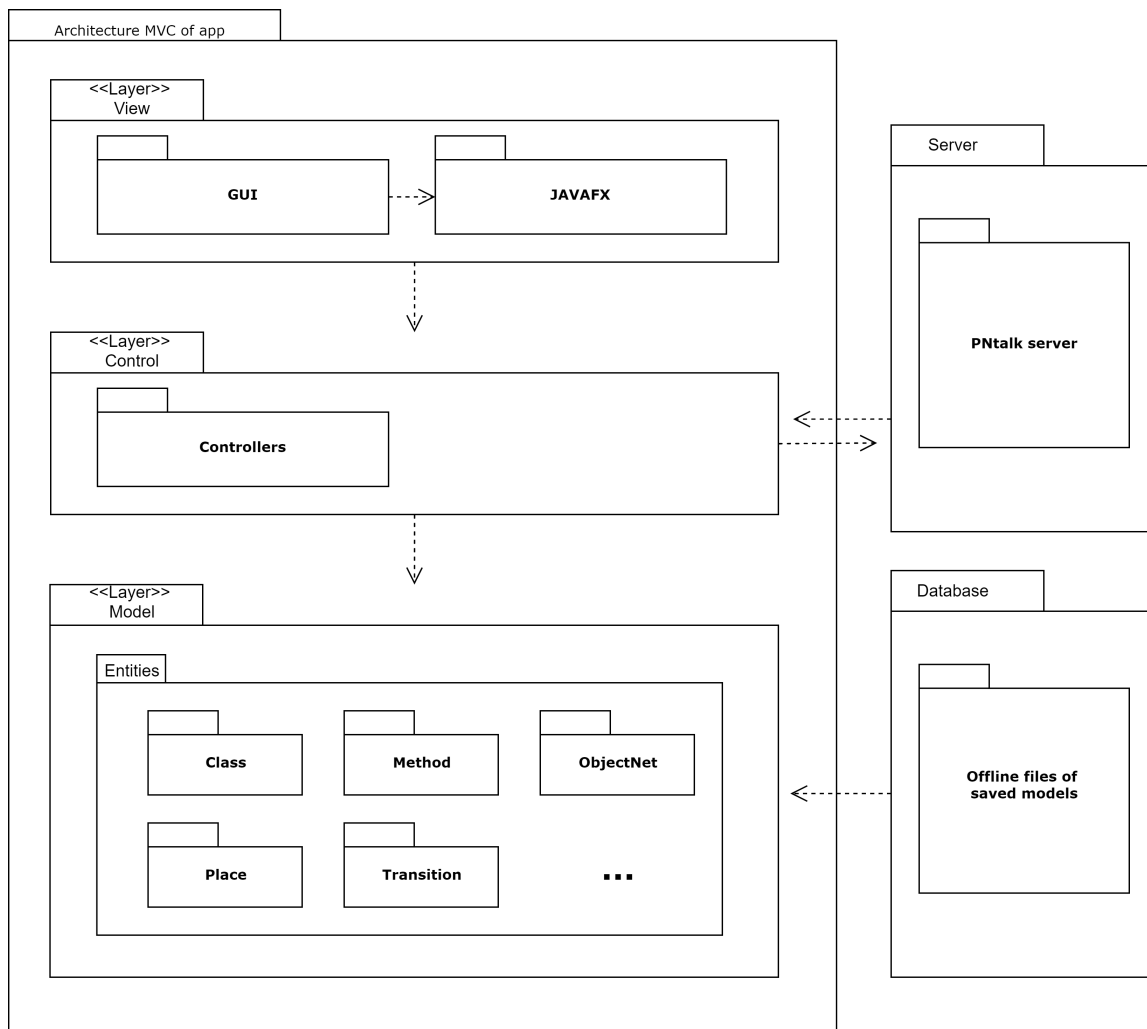 Architecture MVC of app
<<Layer>>
View
GUI
JAVAFX
<<Layer>>
Control
Controllers
<<Layer>>
Model
Entities
Class
Method
ObjectNet
Place
Transition
...
Server
PNtalk server
Database
Offline files of
saved models